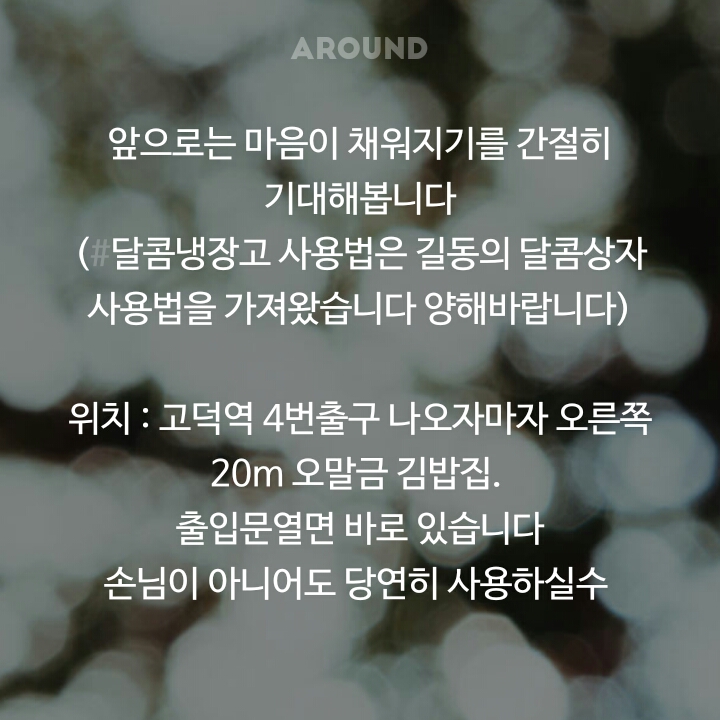 AROUND
앞으로는 마음이 채워지기를 간절히
기대해봅니다
(#달콤냉장고 사용법은 길동의 달콤상자
사용법을 가져왔습니다 양해바랍니다)
위치 : 고덕역 4번출구 나오자마자 오른쪽
20m 오말금 김밥집.
출입문열면 바로 있습니다
손님이 아니어도 당연히 사용하실수